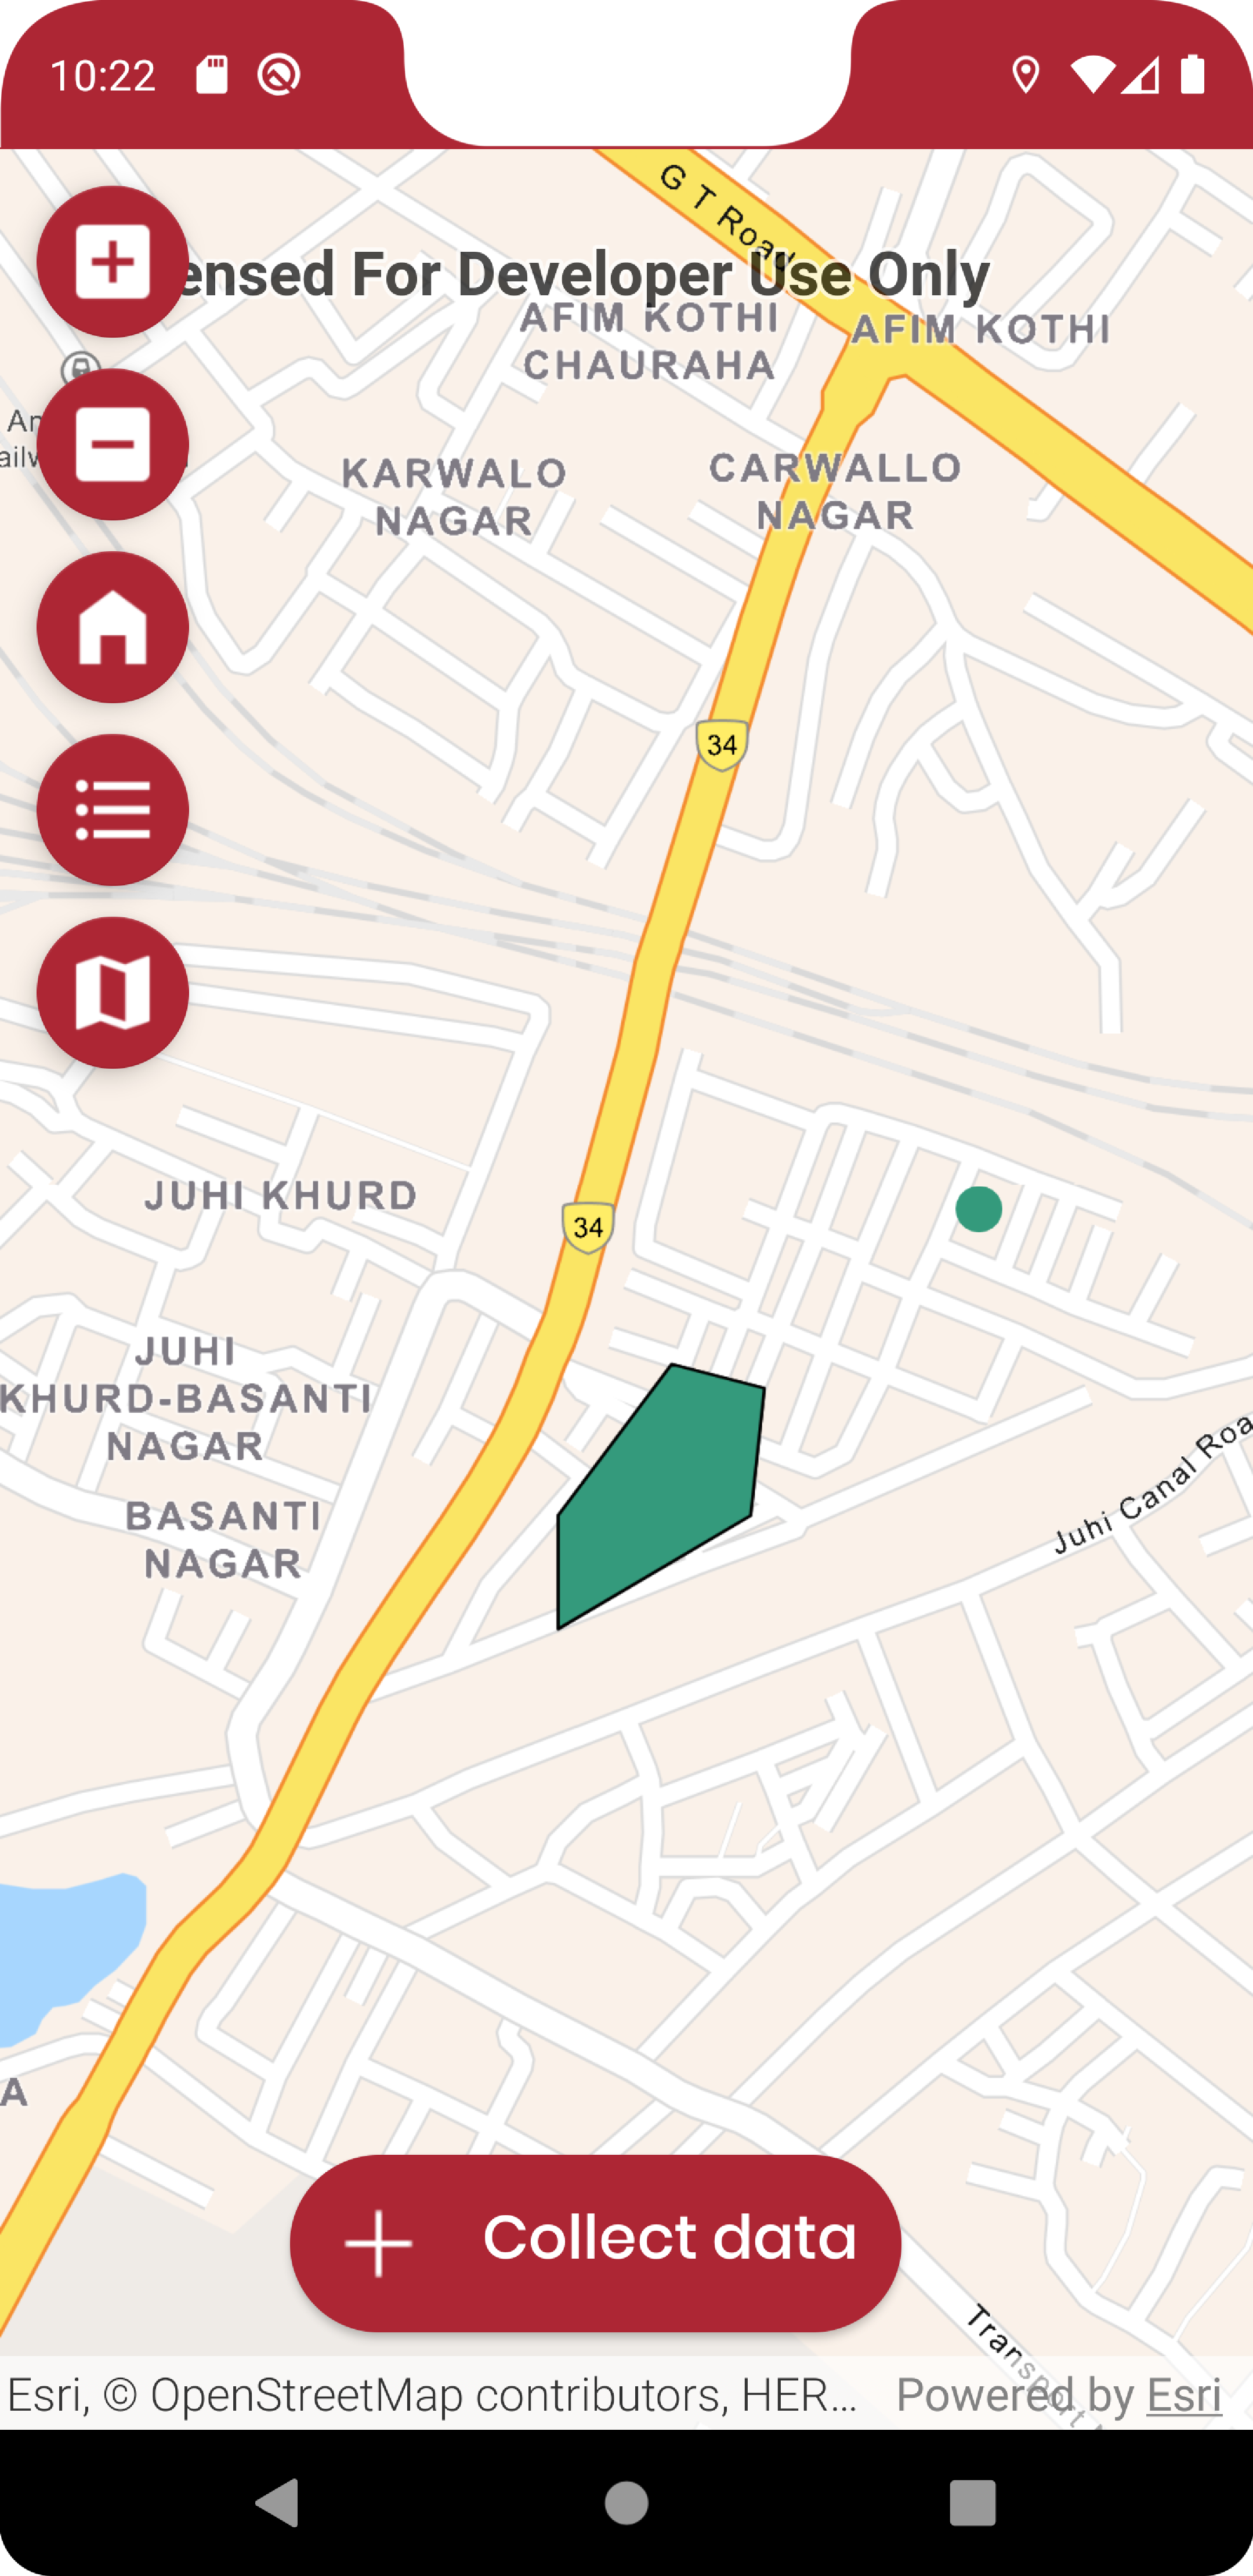 10:22
G T Road
ensed For Developer Use Only
AFIM KOTHI
CHAURAHA
AFIM KOTHI
KARWALO
NAGAR
CARWALLO
NAGAR
34
JUHI KHURD
34
JUHI
KHURD-BASANTI
NAGAR
BASANTI
NAGAR
Juhi Canal Roa
A
Collect data
Transport
Esri, © OpenStreetMap contributors, HER...
Powered by Esri